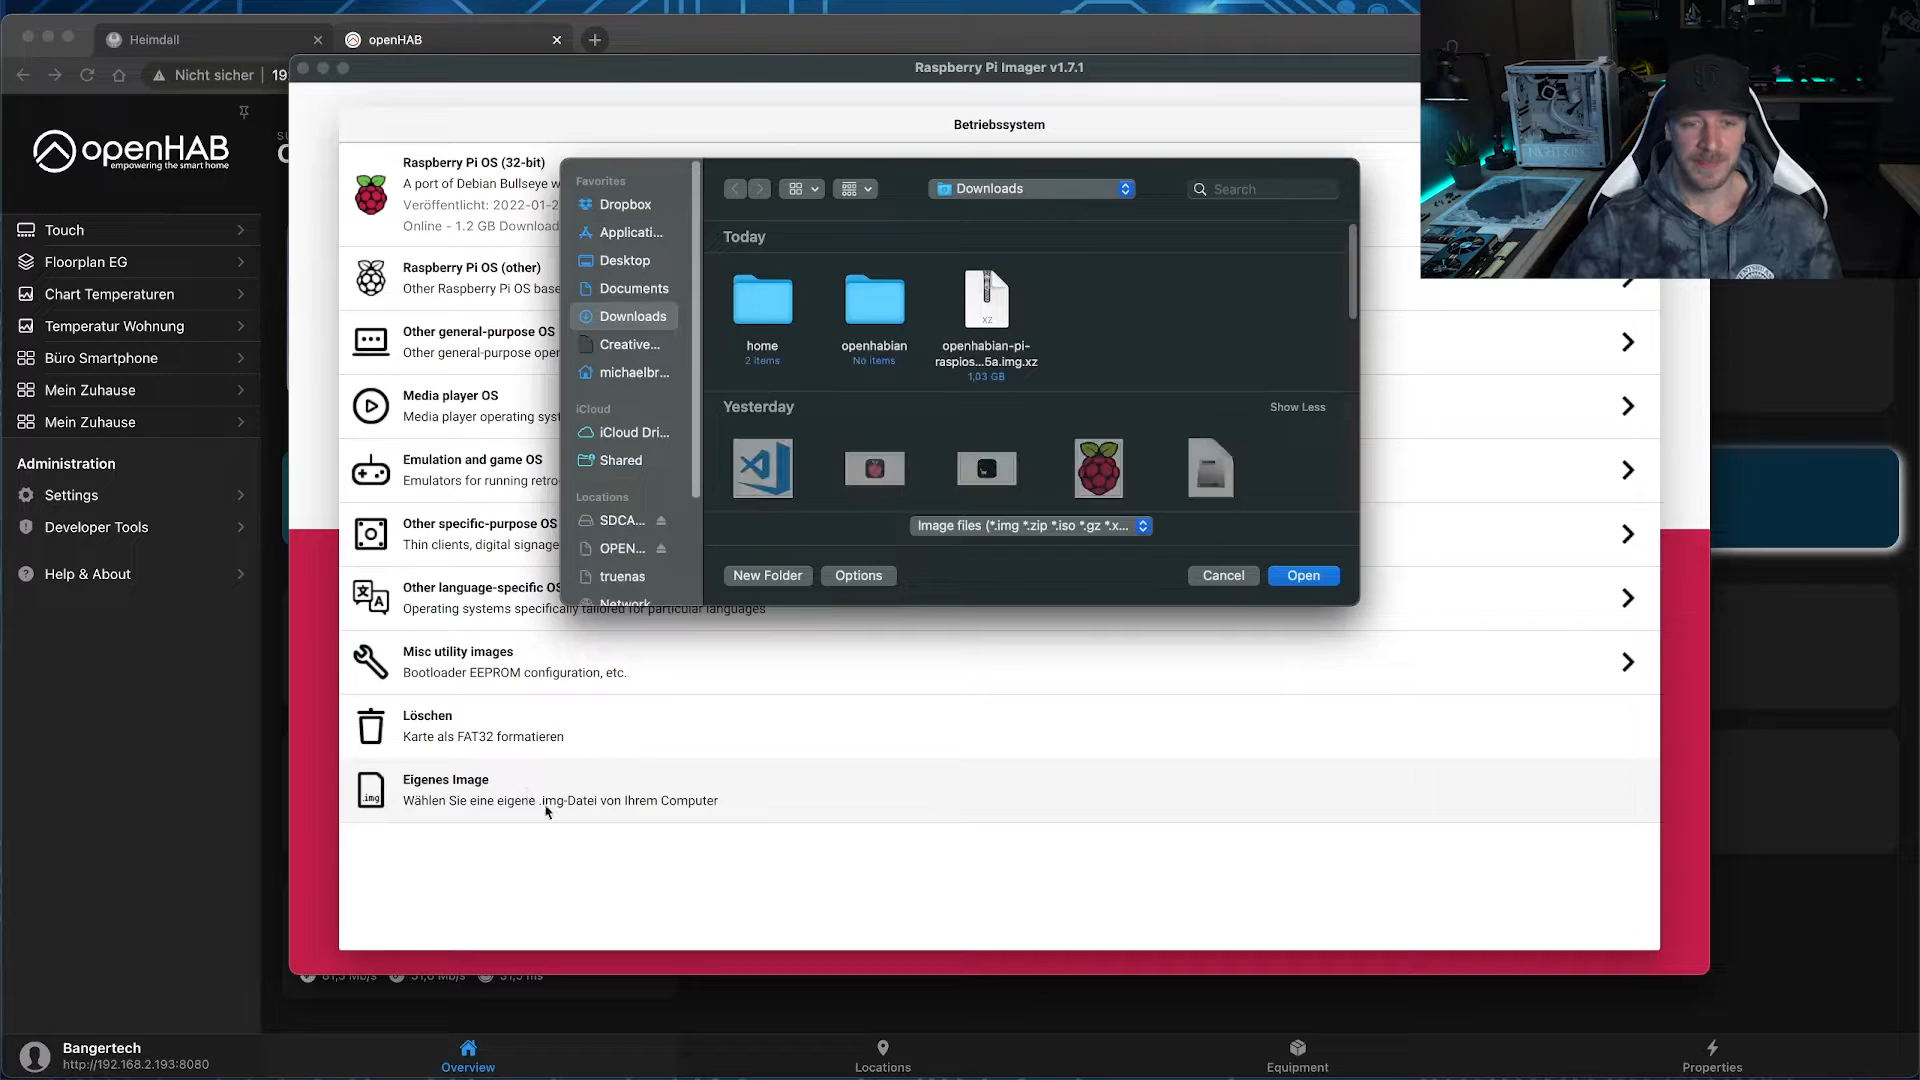 Heimdall
openHAB
Nicht sicher
19
Raspberry Pi Imager v1.7.1
Betriebssystem
openHAB
empowering the smart home
Touch
Floorplan EG
Chart Temperaturen
Temperatur Wohnung
Büro Smartphone
Mein Zuhause
Mein Zuhause
Administration
Settings
Developer Tools
Help & About
Raspberry Pi OS (32-bit)
A port of Debian Bullseye w
Veröffentlicht: 2022-01-2
Online - 1.2 GB Download
Raspberry Pi OS (other)
Other Raspberry Pi OS base
Other general-purpose OS
Other general-purpose oper
Media player OS
Media player operating syst
Emulation and game OS
Emulators for running retro-
Other specific-purpose OS
Thin clients, digital signage
Other language-specific OS
Operating systems specifically tailored for particular languages
Misc utility images
Bootloader EEPROM configuration, etc.
Löschen
Karte als FAT32 formatieren
Eigenes Image
.img
Wählen Sie eine eigene .img-Datei von Ihrem Computer
Favorites
Dropbox
Applicati...
Desktop
Documents
Downloads
Creative...
michaelbr...
iCloud
iCloud Dri...
Shared
Locations
SDCA...
OPEN...
truenas
Network
Downloads
Search
Today
home
2 items
openhabian
No items
XZ
openhabian-pi-
raspios...5a.img.xz
1,03 GB
Yesterday
Show Less
Image files (*.img *.zip *.iso *.gz *.x...
New Folder
Options
Cancel
Open
Bangertech
http://192.168.2.193:8080
Overview
Locations
Equipment
Properties